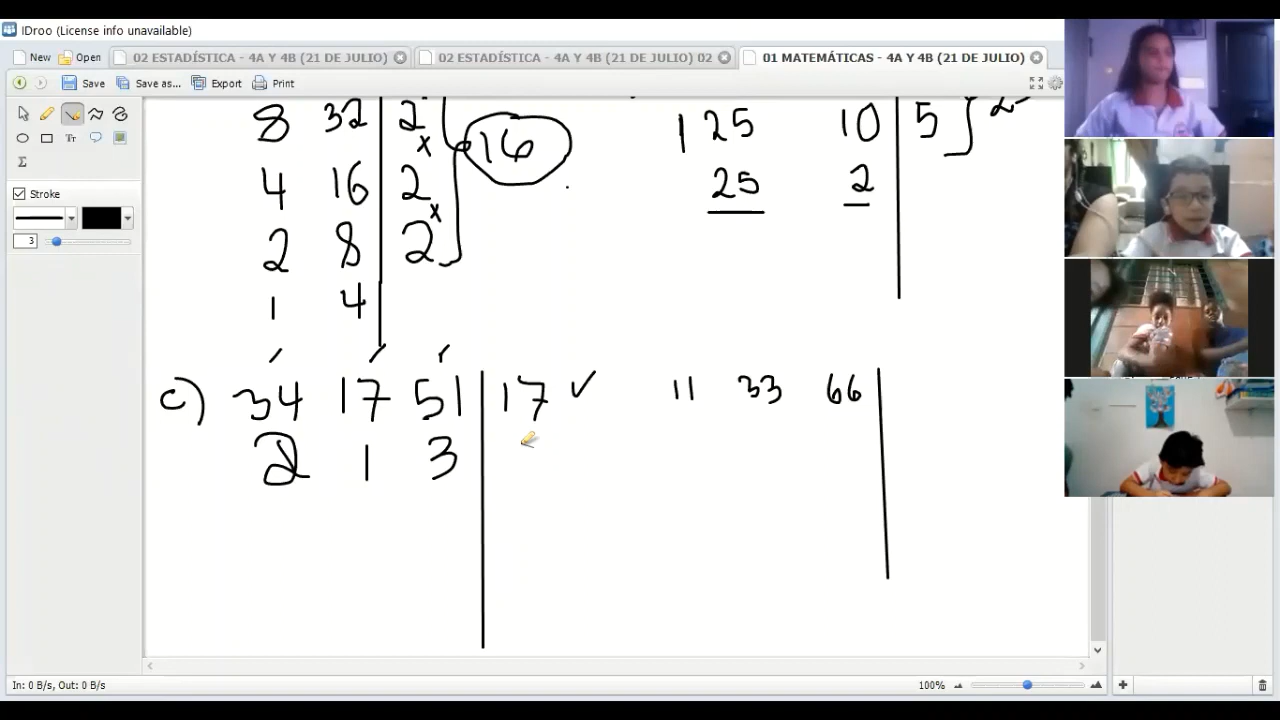 IDroo (License info unavailable)
New Open 02 ESTADÍSTICA - 4A Y 4B (21 DE JULIO) 02 ESTADÍSTICA - 4A Y 4B (21 DE JULIO) 02 01 MATEMÁTICAS - 4A Y 4B (21 DE JULIO)
Save Save as... Export Print
Tт
Σ
Stroke
3
8 32 2
x
4 16 2
x
2 8 2
1 4
16
125 10 5
25 2
c) 34 17 51 17 ✓
2 1 3
11 33 66
In: 0 B/s, Out: 0 B/s
100%